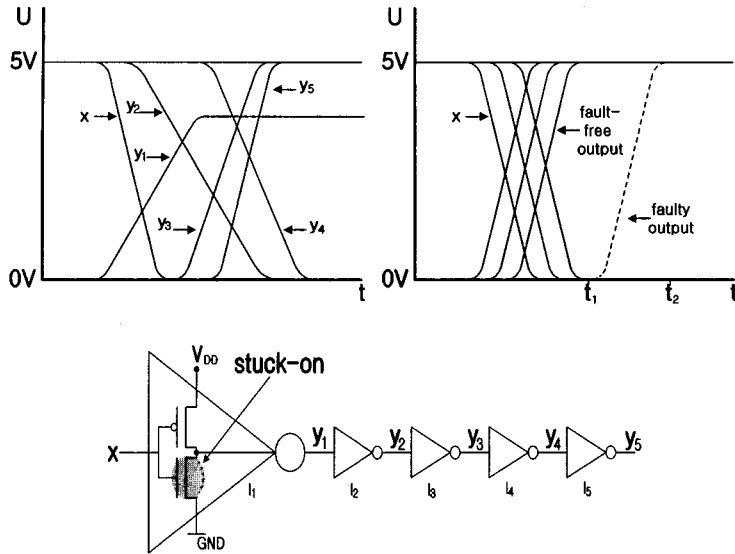 U
5V
0V
t
x
y2
y1
y3
y4
y5
U
5V
0V
t
x
fault-
free
output
faulty
output
t1
t2
VDD
stuck-on
X
I1
GND
y1
I2
y2
I3
y3
I4
y4
I5
y5